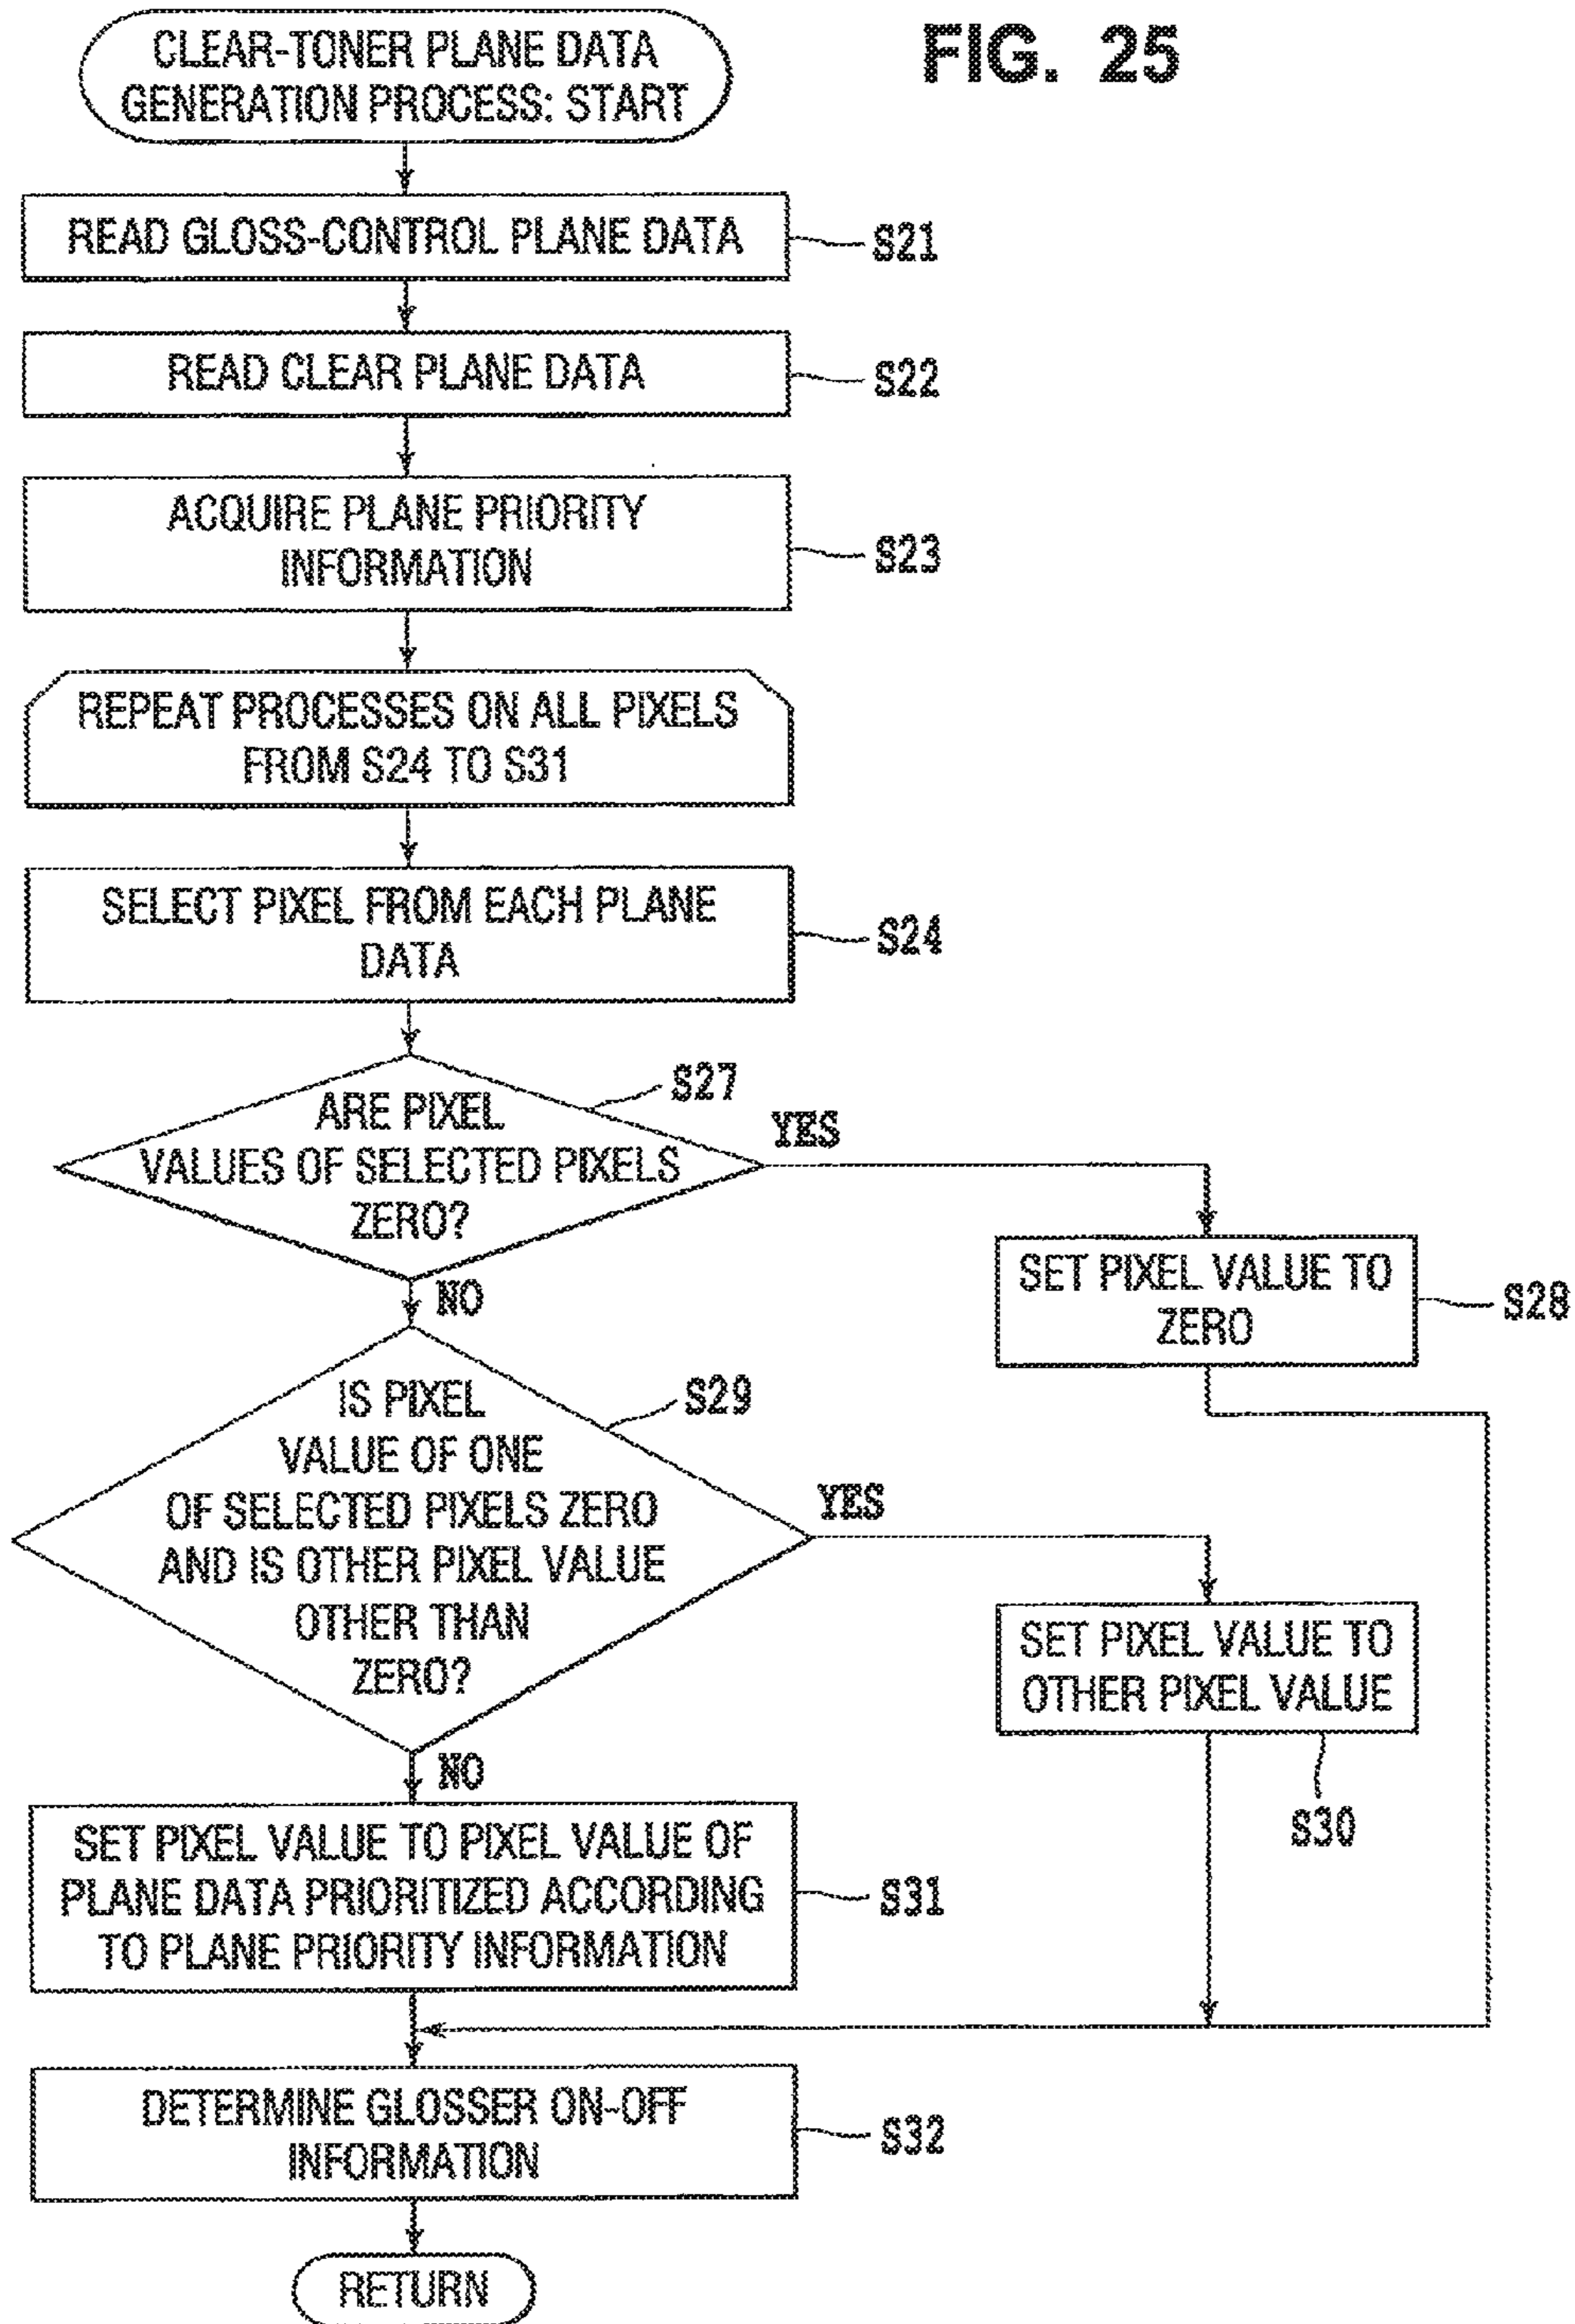 FIG. 25
CLEAR-TONER PLANE DATA
GENERATION PROCESS: START
READ GLOSS-CONTROL PLANE DATA
S21
READ CLEAR PLANE DATA
S22
ACQUIRE PLANE PRIORITY
INFORMATION
S23
REPEAT PROCESSES ON ALL PIXELS
FROM S24 TO S31
SELECT PIXEL FROM EACH PLANE
DATA
S24
ARE PIXEL
VALUES OF SELECTED PIXELS
ZERO?
S27
YES
NO
SET PIXEL VALUE TO
ZERO
S28
IS PIXEL
VALUE OF ONE
OF SELECTED PIXELS ZERO
AND IS OTHER PIXEL VALUE
OTHER THAN
ZERO?
S29
YES
NO
SET PIXEL VALUE TO
OTHER PIXEL VALUE
S30
SET PIXEL VALUE TO PIXEL VALUE OF
PLANE DATA PRIORITIZED ACCORDING
TO PLANE PRIORITY INFORMATION
S31
DETERMINE GLOSSER ON-OFF
INFORMATION
S32
RETURN